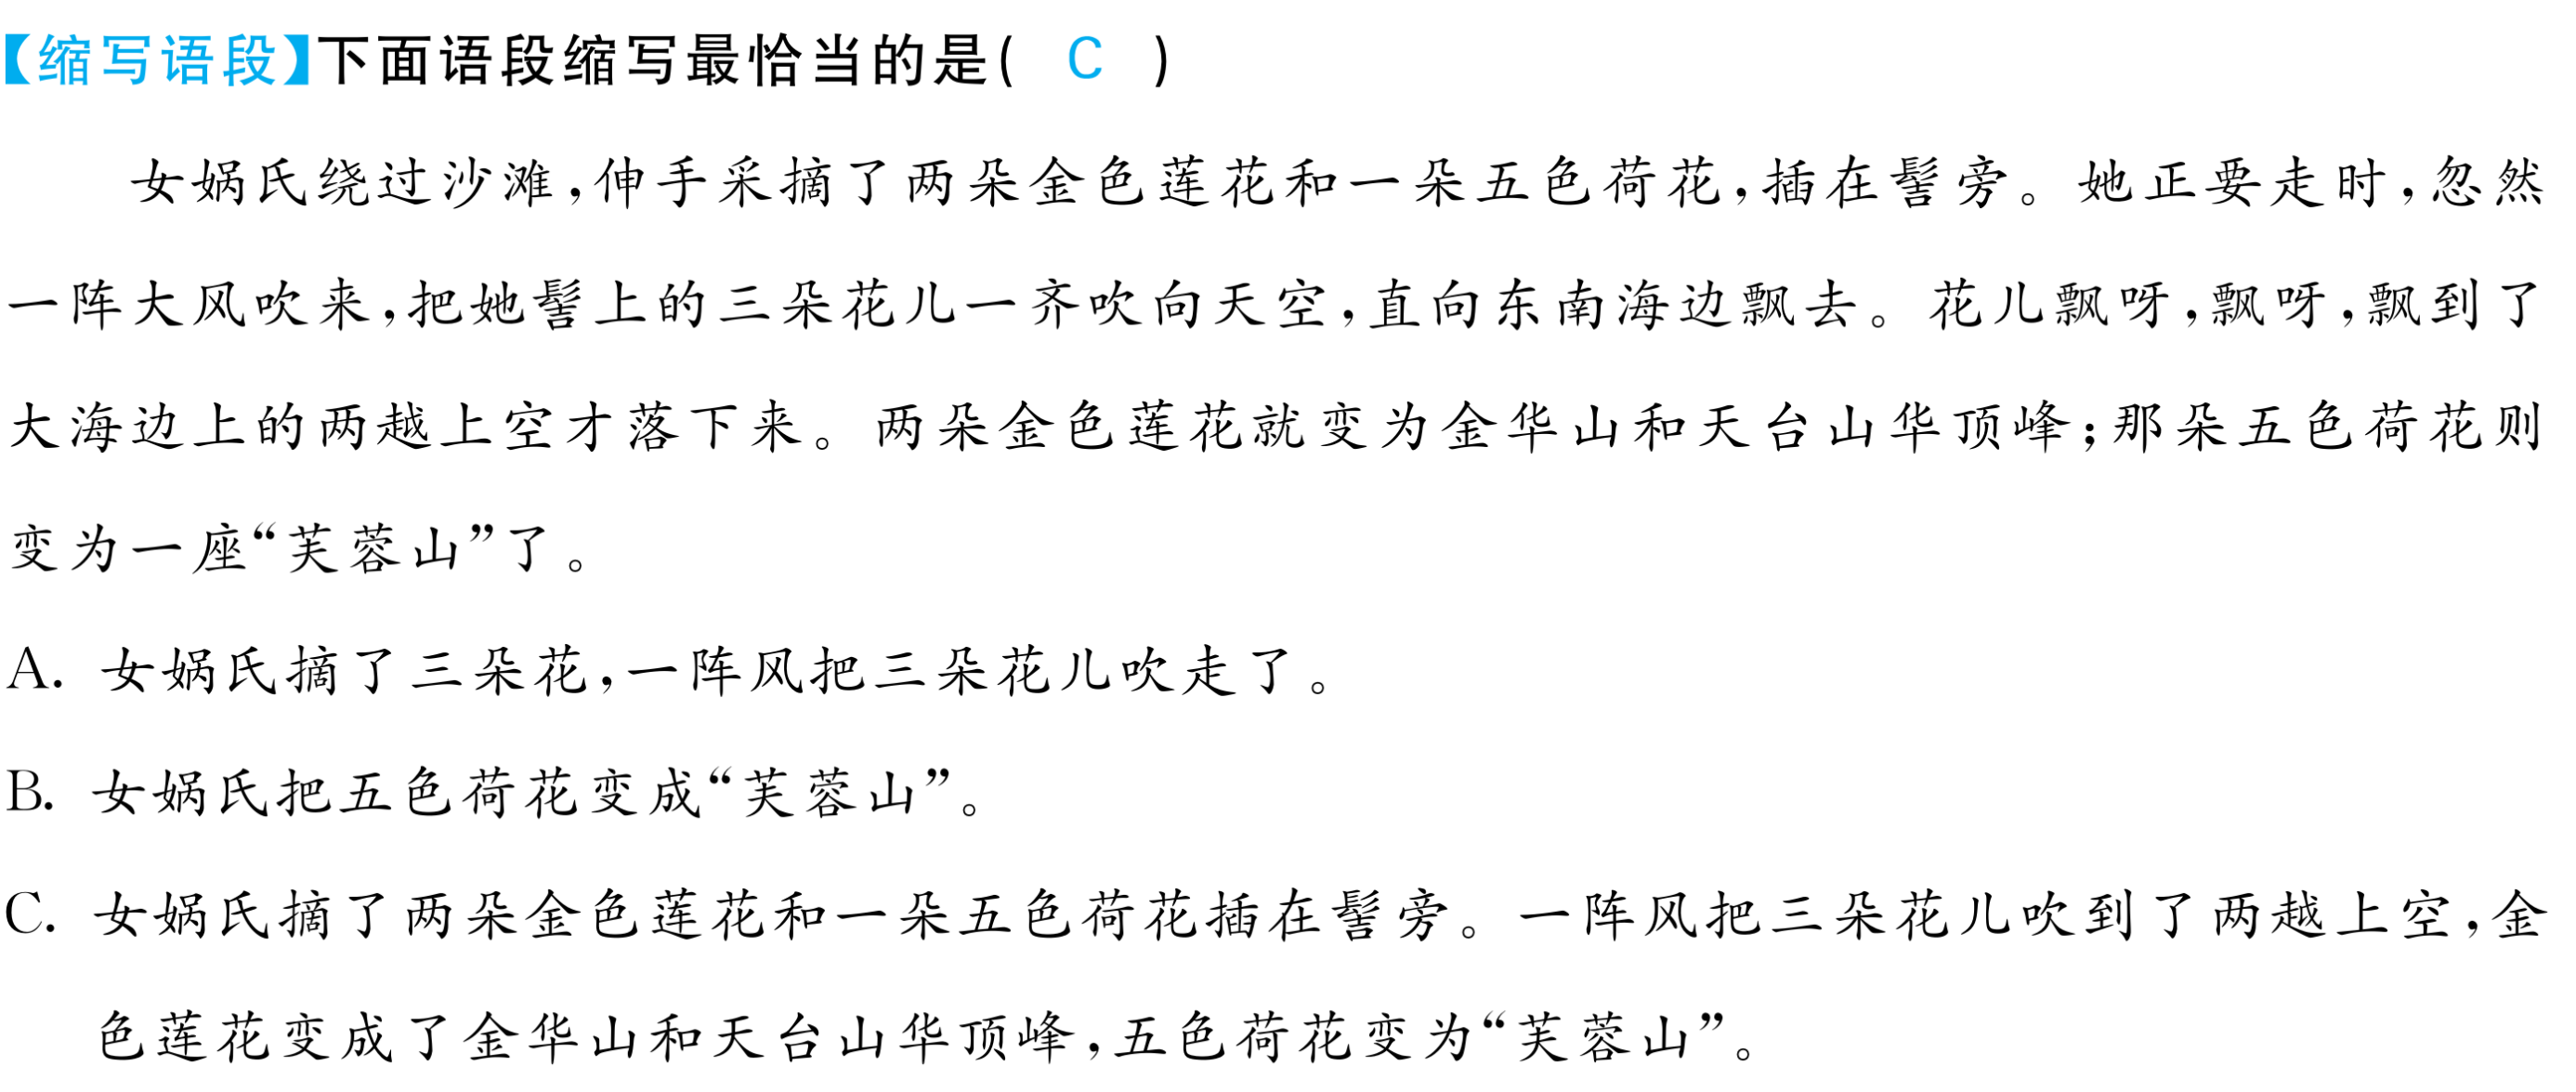 【缩写语段】下面语段缩写最恰当的是( C )
女娲氏绕过沙滩,伸手采摘了两朵金色莲花和一朵五色荷花,插在髻旁。她正要走时,忽然
一阵大风吹来,把她髻上的三朵花儿一齐吹向天空,直向东南海边飘去。花儿飘呀,飘呀,飘到了
大海边上的两越上空才落下来。两朵金色莲花就变为金华山和天台山华顶峰;那朵五色荷花则
变为一座“芙蓉山”了。
A. 女娲氏摘了三朵花,一阵风把三朵花儿吹走了。
B. 女娲氏把五色荷花变成“芙蓉山”。
C. 女娲氏摘了两朵金色莲花和一朵五色荷花插在髻旁。一阵风把三朵花儿吹到了两越上空,金
色莲花变成了金华山和天台山华顶峰,五色荷花变为“芙蓉山”。